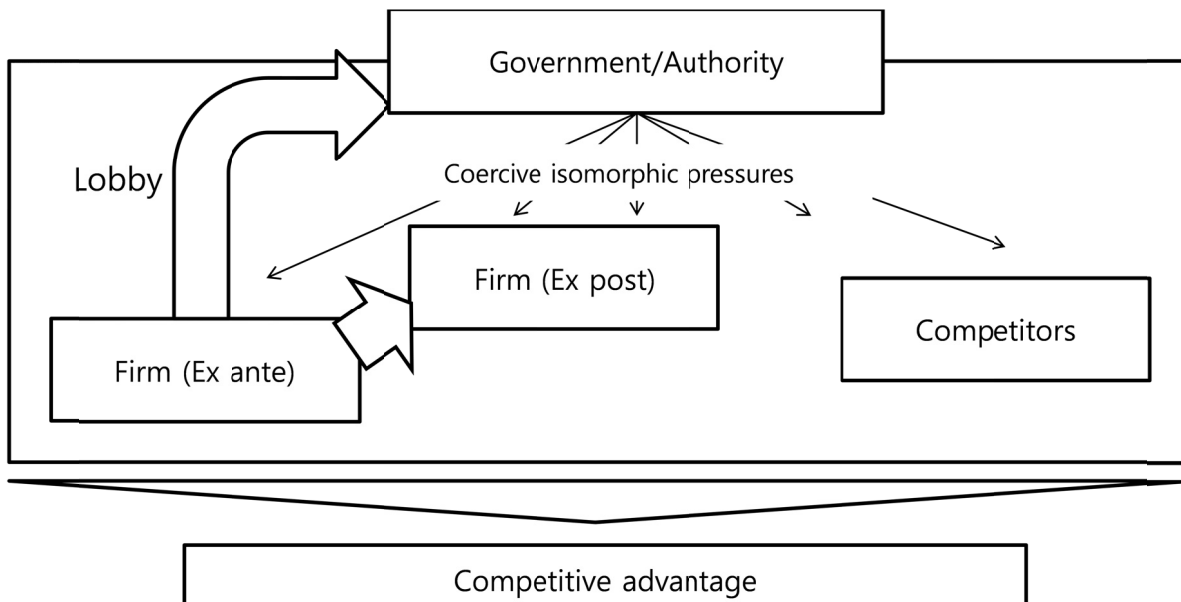 Government/Authority
Lobby
Coercive isomorphic pressures
Firm (Ex post)
Competitors
Firm (Ex ante)
Competitive advantage